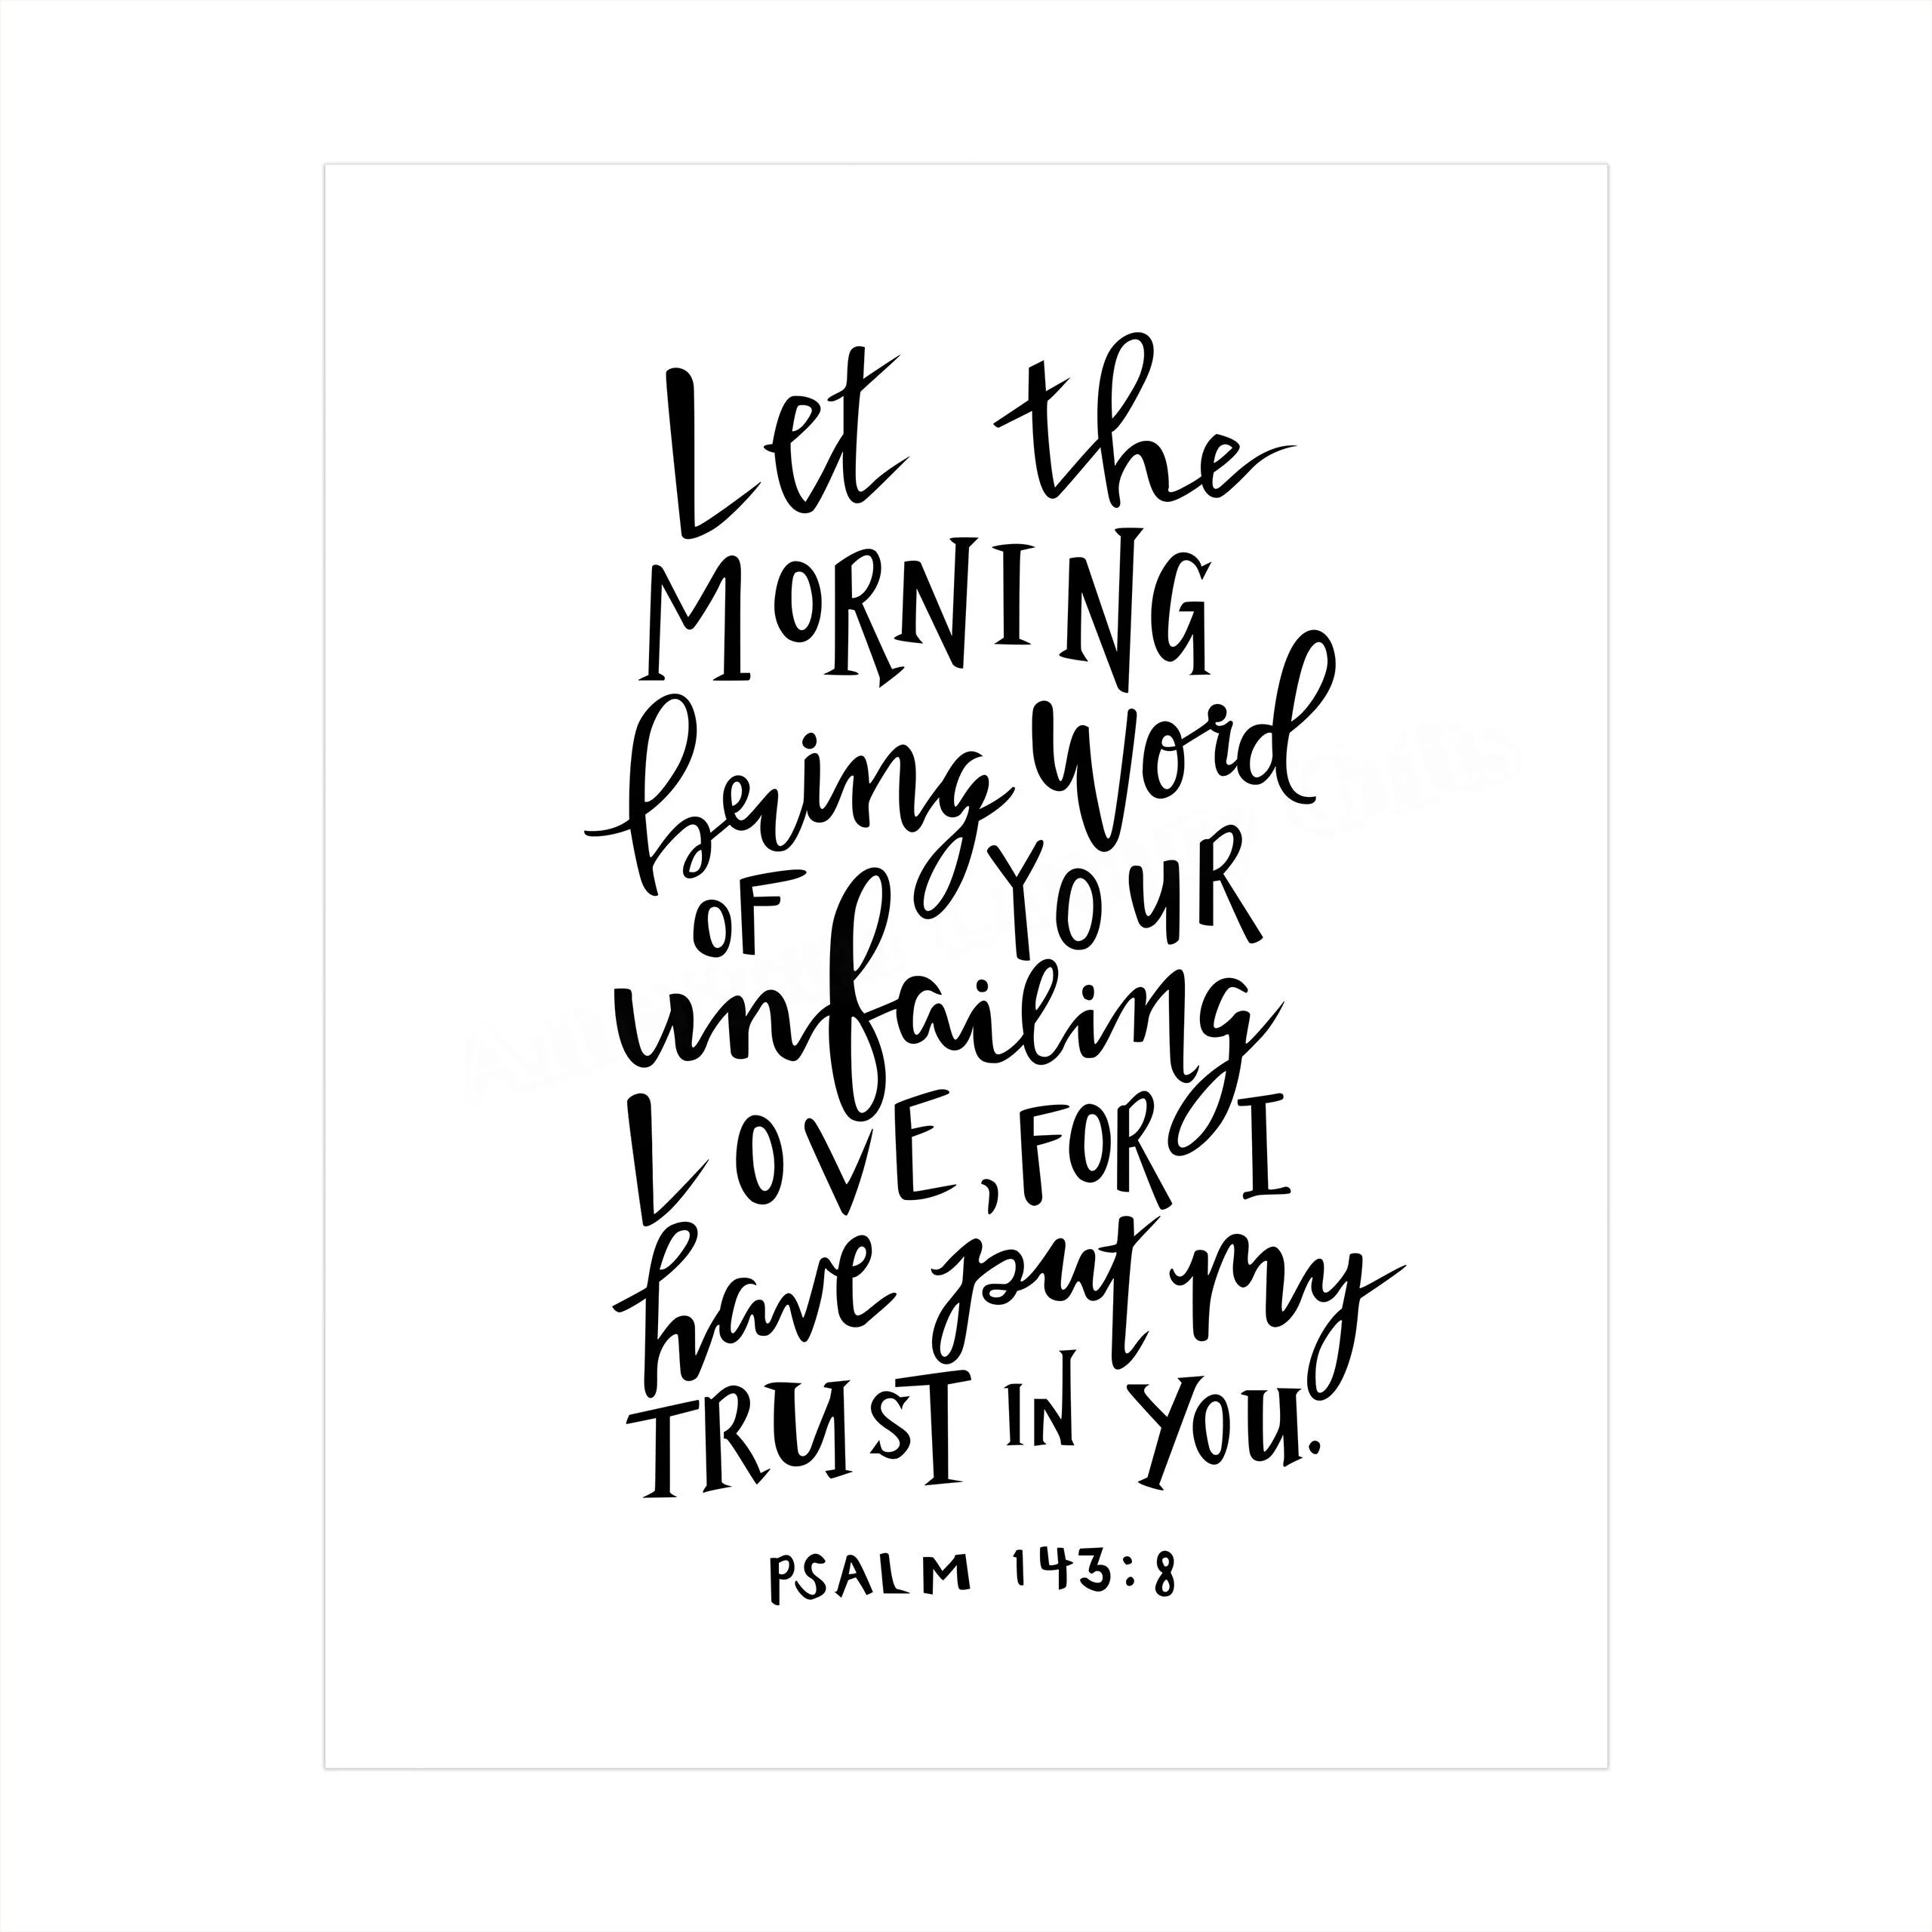 Let the
MORNING
bring Word
OF YOUR
unfailing
LOVE, FOR I
have put my
TRUST IN YOU.
PSALM 143:8